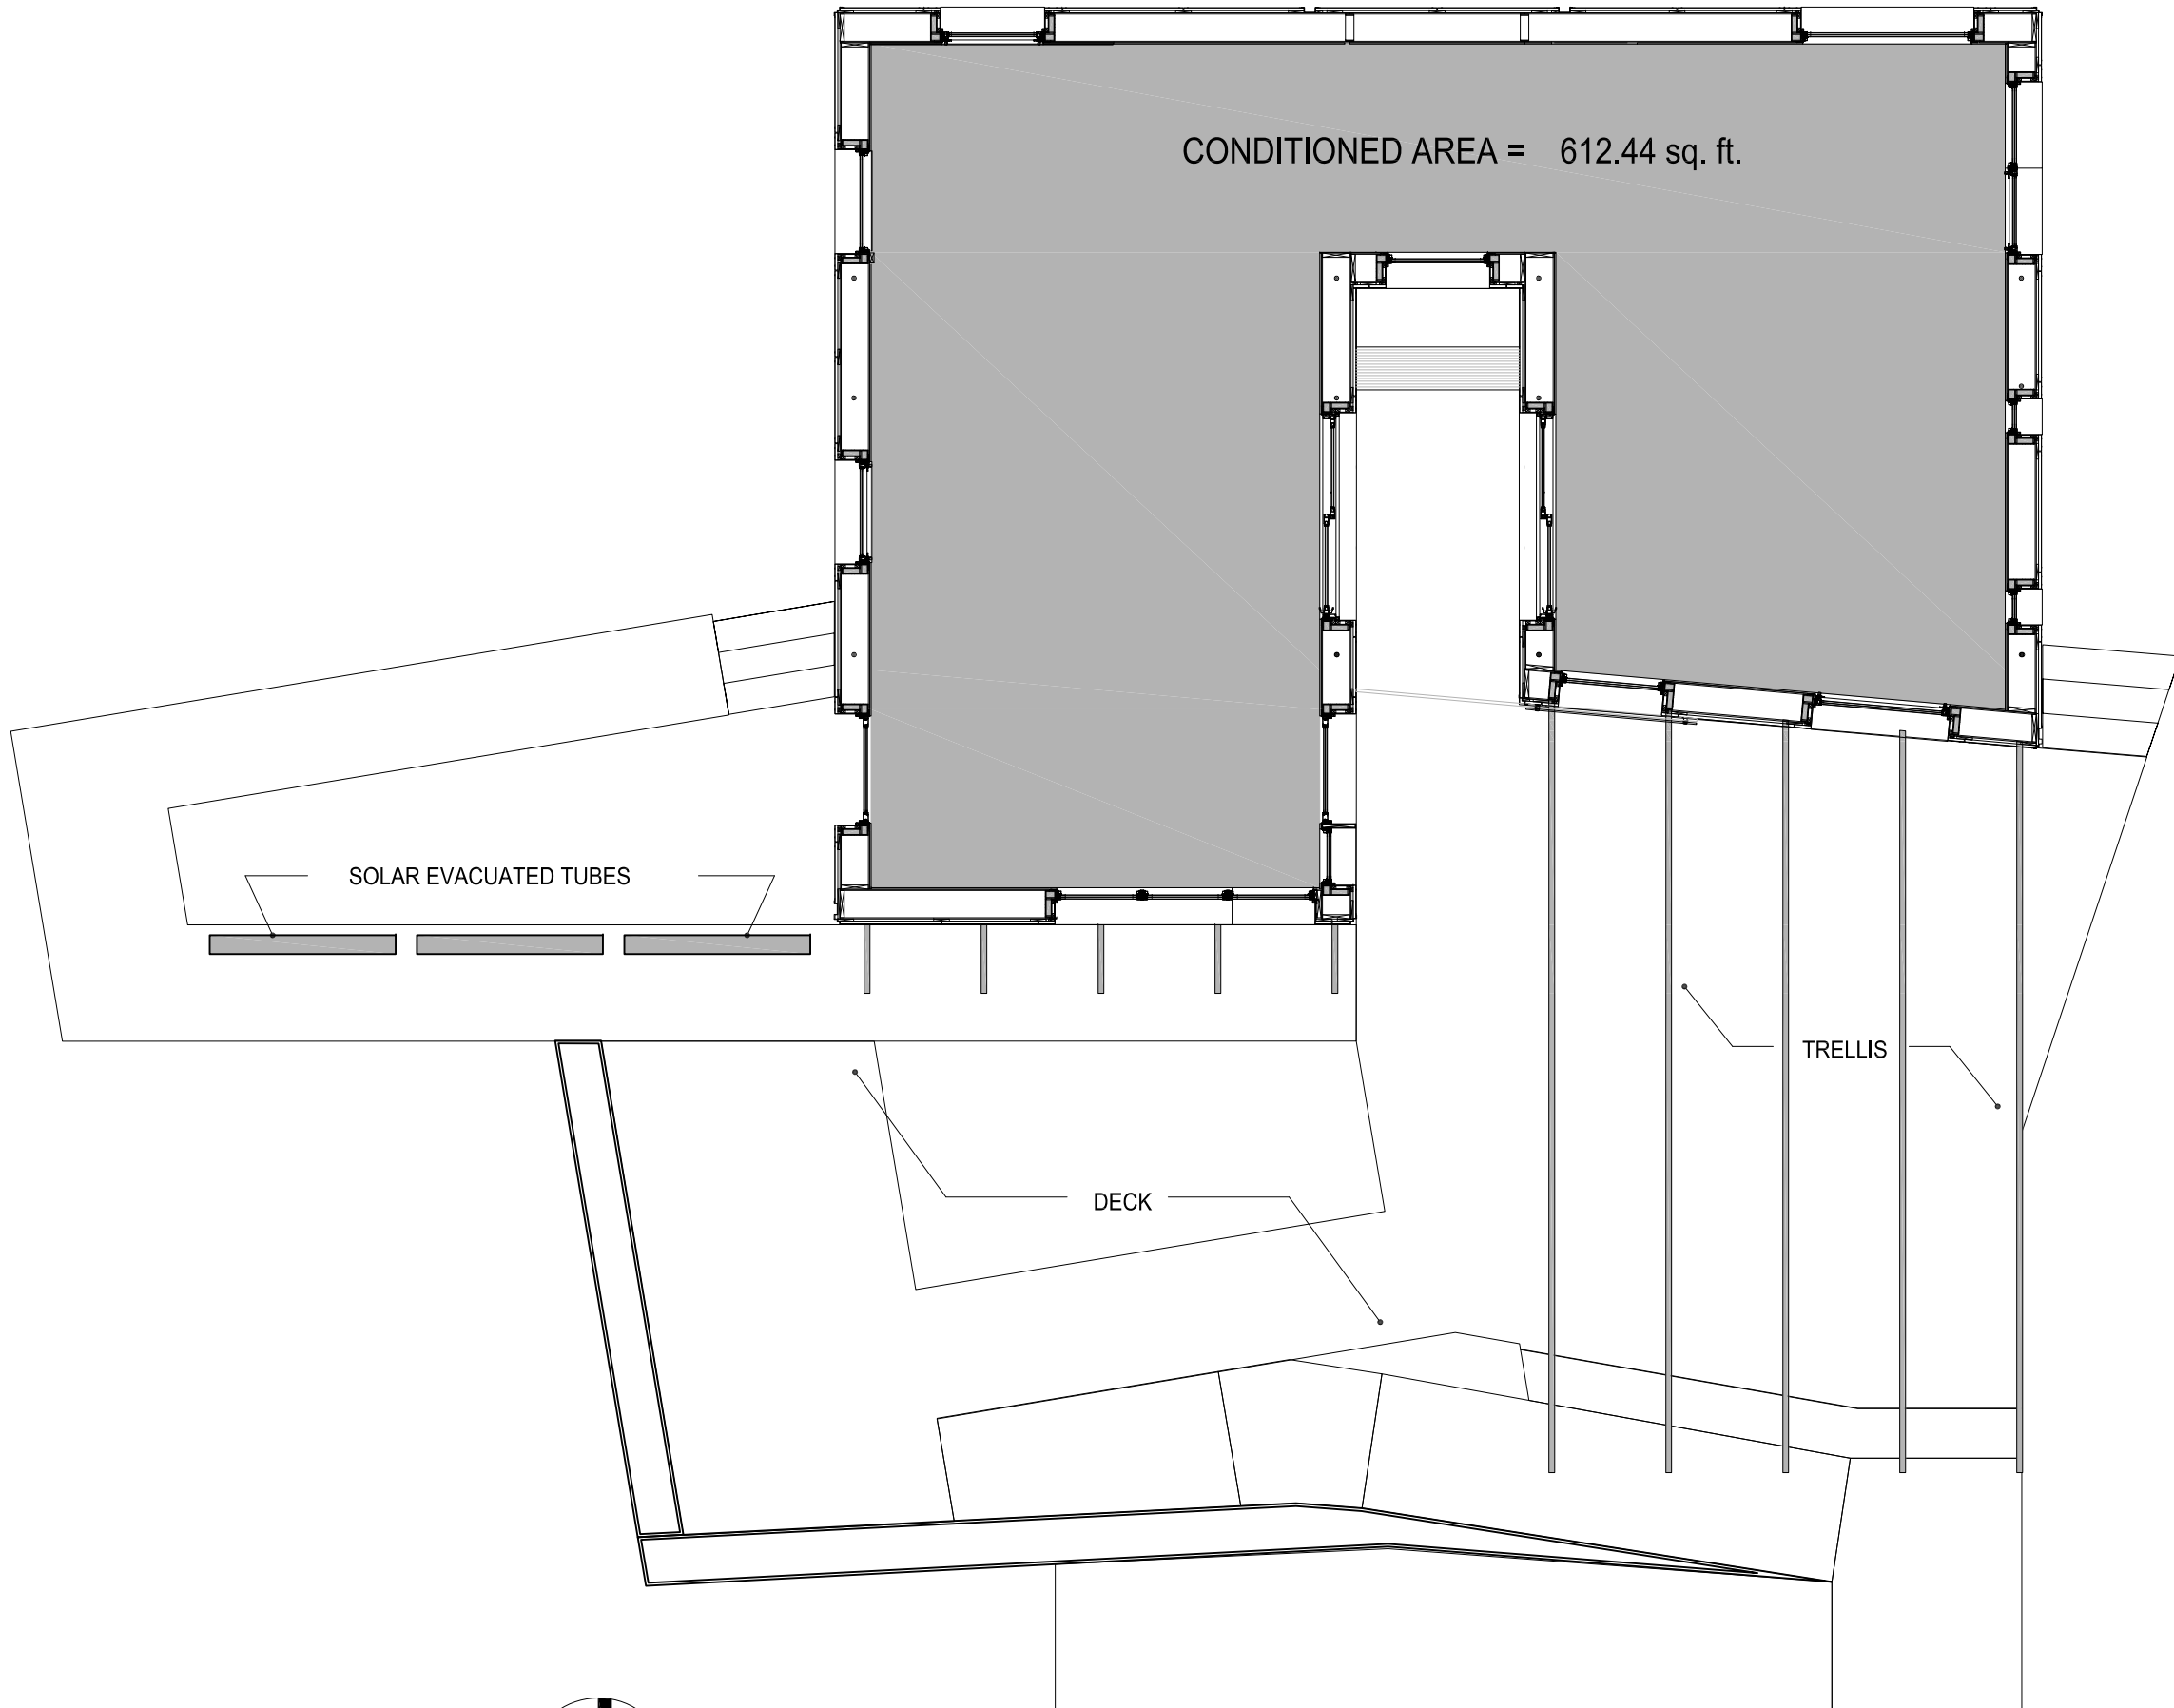 CONDITIONED AREA = 612.44 sq. ft.
SOLAR EVACUATED TUBES
TRELLIS
DECK